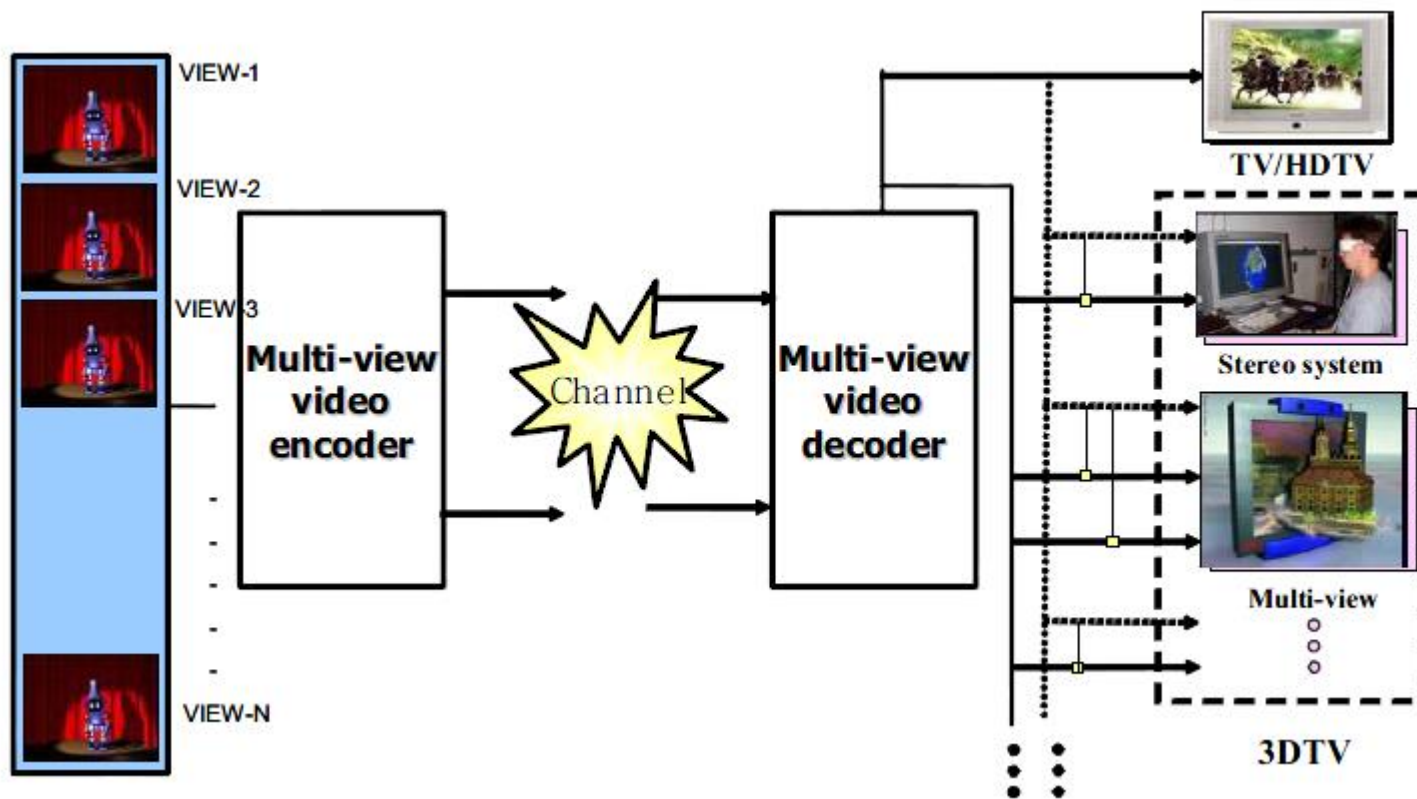 VIEW-1
VIEW-2
VIEW-3
VIEW-N
Multi-view
video
encoder
Channel
Multi-view
video
decoder
TV/HDTV
Stereo system
Multi-view
3DTV